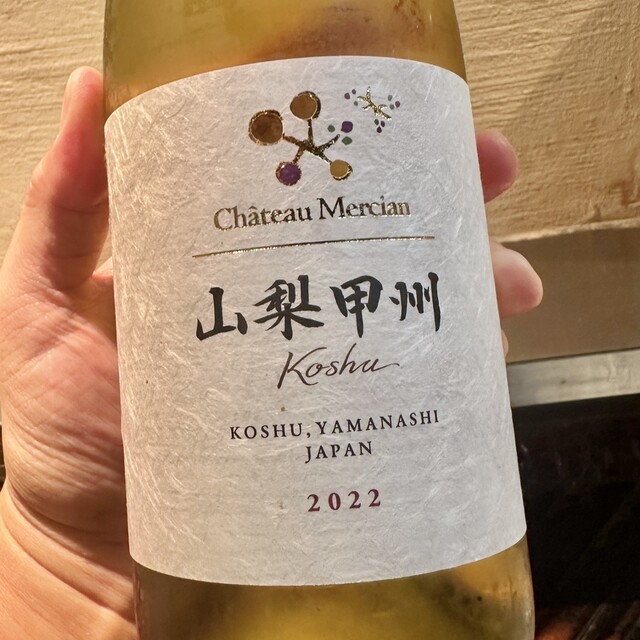 Château Mercian
山梨甲州
Koshu
KOSHU, YAMANASHI
JAPAN
2022